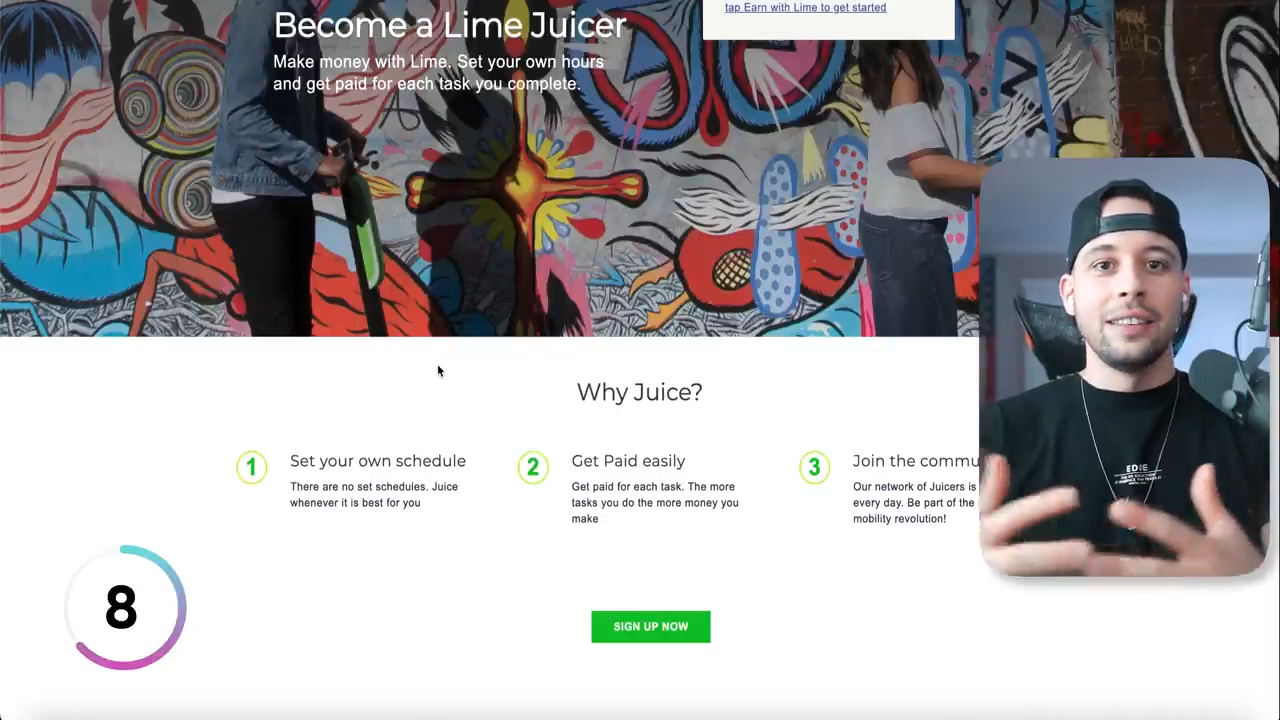 tap Earn with Lime to get started
Become a Lime Juicer
Make money with Lime. Set your own hours
and get paid for each task you complete.
Why Juice?
1
Set your own schedule
There are no set schedules. Juice
whenever it is best for you
2
Get Paid easily
Get paid for each task. The more
tasks you do the more money you
make
3
Join the commu
Our network of Juicers is
every day. Be part of the
mobility revolution!
8
SIGN UP NOW